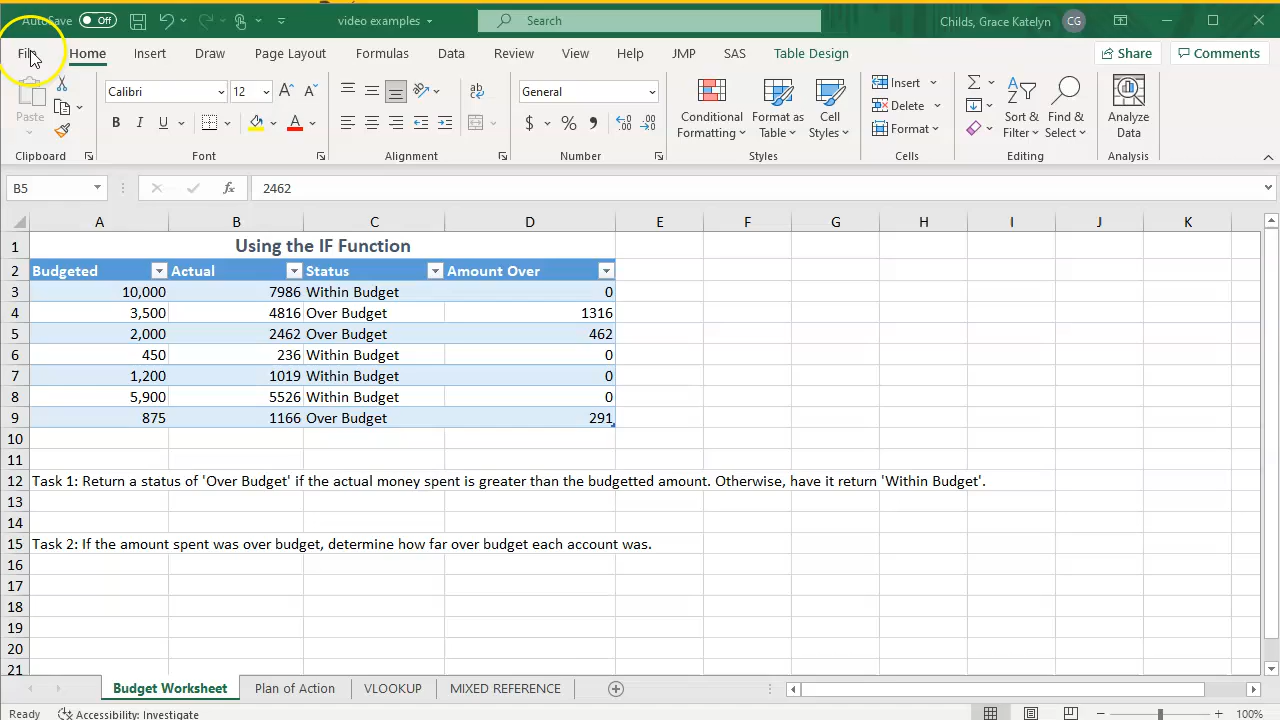 AutoSave Off video examples Search Childs, Grace Katelyn CG
File Home Insert Draw Page Layout Formulas Data Review View Help JMP SAS Table Design Share Comments
Paste Calibri 12 B I U A General $ % Conditional Formatting Format as Table Cell Styles Insert Delete Format Sort & Filter Find & Select Analyze Data
Clipboard Font Alignment Number Styles Cells Editing Analysis
B5 fx 2462
A B C D E F G H I J K
1 Using the IF Function
2 Budgeted Actual Status Amount Over
3 10,000 7986 Within Budget 0
4 3,500 4816 Over Budget 1316
5 2,000 2462 Over Budget 462
6 450 236 Within Budget 0
7 1,200 1019 Within Budget 0
8 5,900 5526 Within Budget 0
9 875 1166 Over Budget 291
10
11
12 Task 1: Return a status of 'Over Budget' if the actual money spent is greater than the budgetted amount. Otherwise, have it return 'Within Budget'.
13
14
15 Task 2: If the amount spent was over budget, determine how far over budget each account was.
16
17
18
19
20
21
Budget Worksheet Plan of Action VLOOKUP MIXED REFERENCE
Ready Accessibility: Investigate 100%